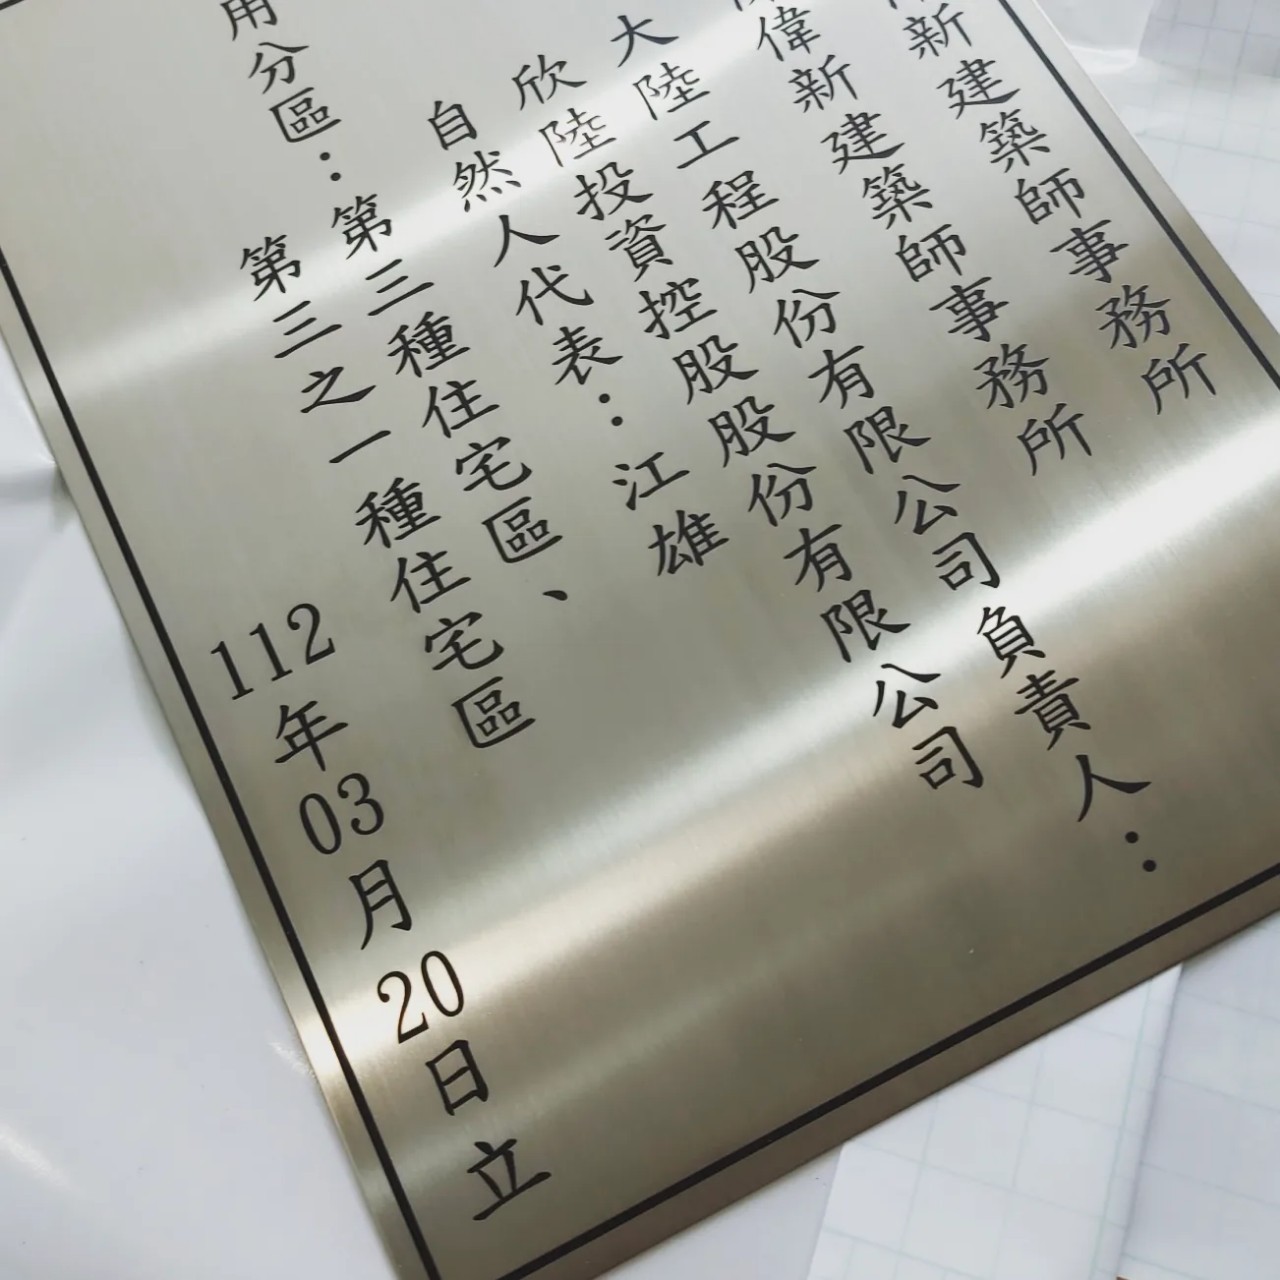 新建築師事務所
偉新建築師事務所
大陸工程股份有限公司負責人：
欣陸投資控股股份有限公司
自然人代表：江雄
用分區：第三種住宅區、
第三之一種住宅區
112年03月20日立